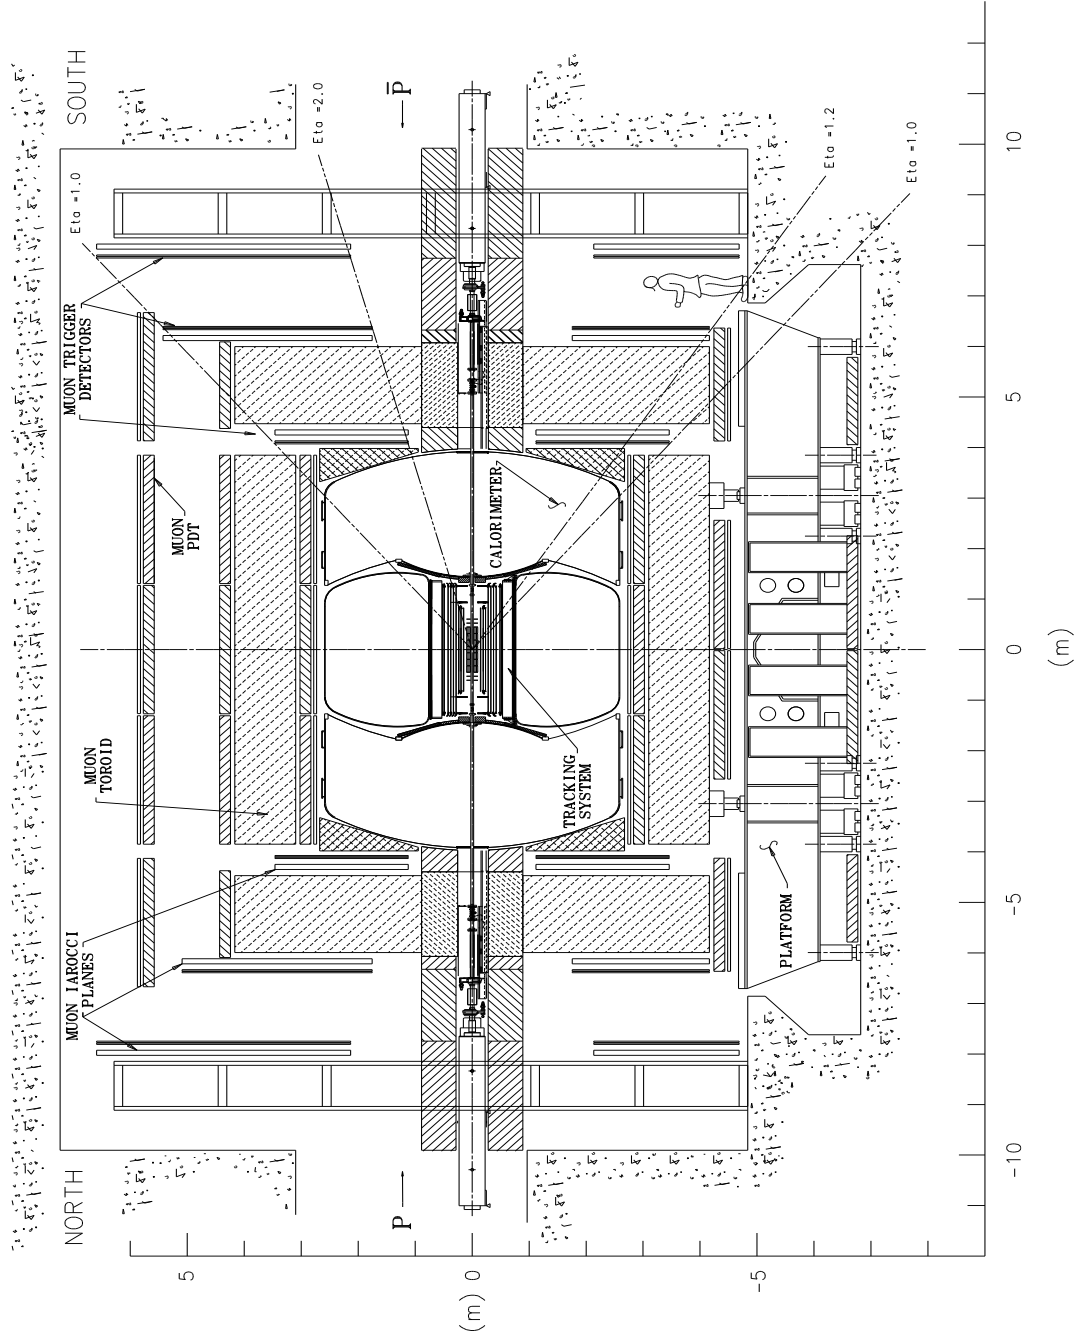 NORTH
SOUTH
MUON IAROCCI
PLANES
MUON
TOROID
MUON
PDT
MUON TRIGGER
DETECTORS
Eta =1.0
Eta =2.0
P
P̅
TRACKING
SYSTEM
CALORIMETER
Eta =1.2
Eta =1.0
PLATFORM
5
0
-5
(m)
-10
-5
0
5
10
(m)